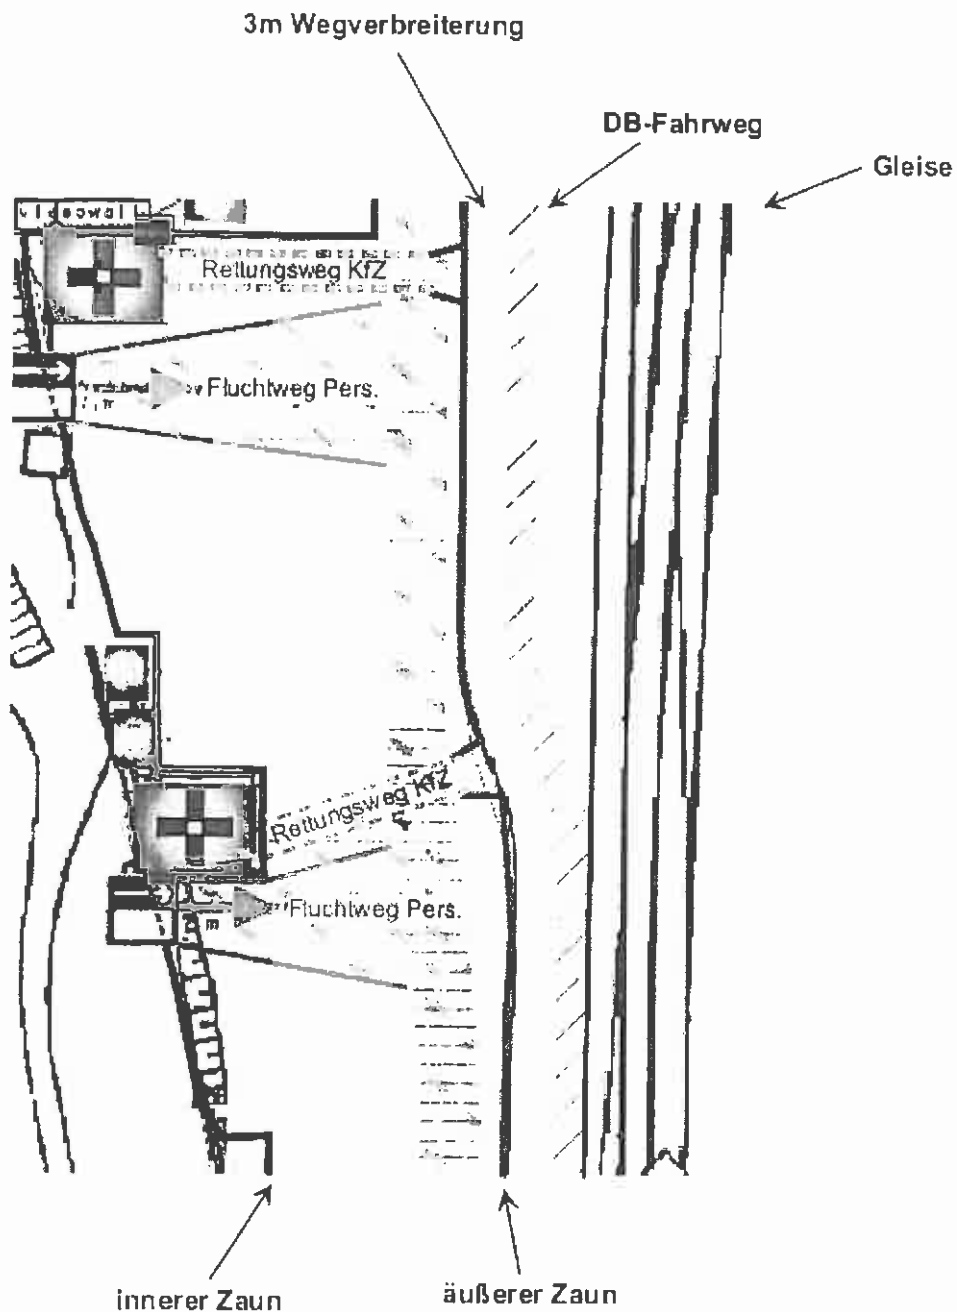 3m Wegverbreiterung
DB-Fahrweg
Gleise
Rettungsweg KfZ
Fluchtweg Pers.
Rettungsweg KfZ
Fluchtweg Pers.
m
innerer Zaun
äußerer Zaun